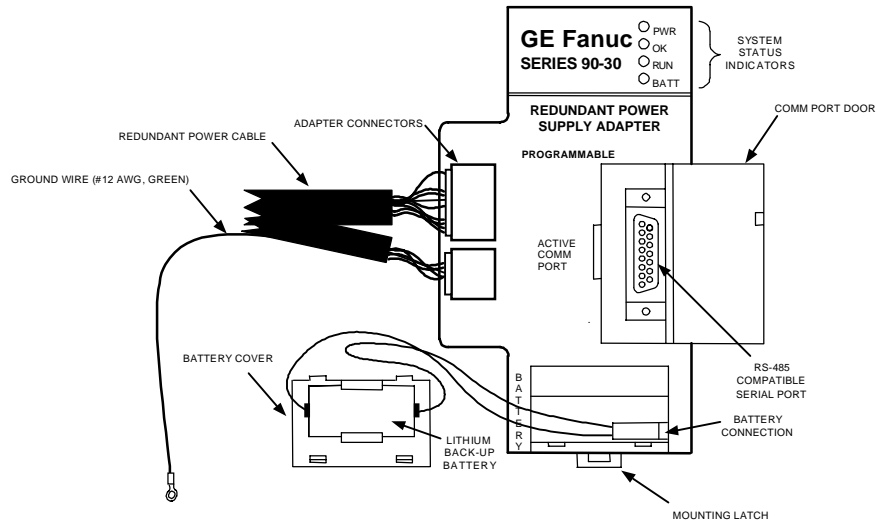 GE Fanuc
SERIES 90-30
PWR
OK
RUN
BATT
SYSTEM
STATUS
INDICATORS
REDUNDANT POWER
SUPPLY ADAPTER
PROGRAMMABLE
COMM PORT DOOR
ADAPTER CONNECTORS
REDUNDANT POWER CABLE
GROUND WIRE (#12 AWG, GREEN)
ACTIVE
COMM
PORT
RS-485
COMPATIBLE
SERIAL PORT
BATTERY COVER
BATTERY
LITHIUM
BACK-UP
BATTERY
BATTERY
CONNECTION
MOUNTING LATCH